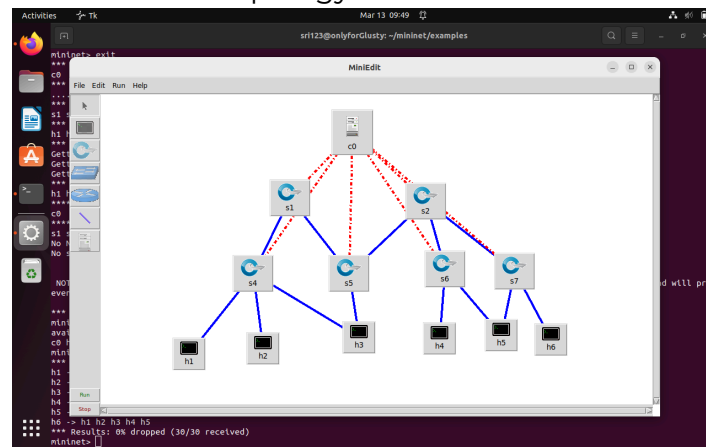 Activities
Tk
Mar 13 09:49
sri123@onlyforGlusty: ~/mininet/examples
mininet> exit
***
c0
***
....
***
s1 s
***
h1 h
***
Gett
Gett
Gett
***
h1 h
***
c0
****
s1 s
No N
No s
NOT
d will pr
even
***
mini
avai
c0 h
mini
***
h1 -
h2 -
h3 -
h4 -
h5 -
h6 -> h1 h2 h3 h4 h5
*** Results: 0% dropped (30/30 received)
mininet>
MiniEdit
File Edit Run Help
c0
s1
s2
s4
s5
s6
s7
h1
h2
h3
h4
h5
h6
Run
Stop